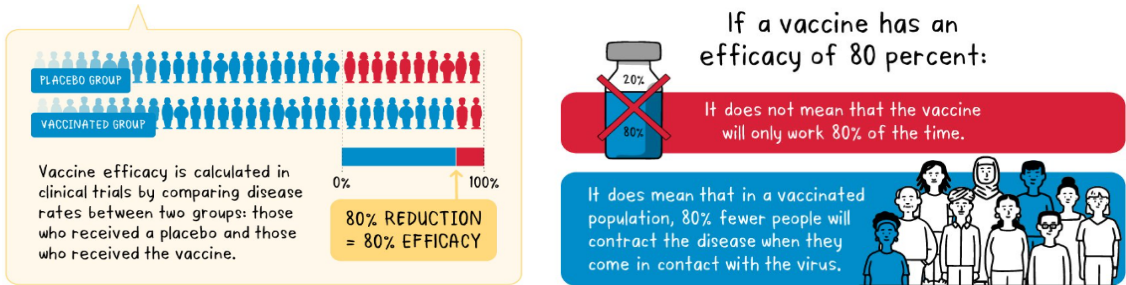 PLACEBO GROUP
VACCINATED GROUP
0%
100%
80% REDUCTION
= 80% EFFICACY
Vaccine efficacy is calculated in
clinical trials by comparing disease
rates between two groups: those
who received a placebo and those
who received the vaccine.
If a vaccine has an
efficacy of 80 percent:
20%
80%
It does not mean that the vaccine
will only work 80% of the time.
It does mean that in a vaccinated
population, 80% fewer people will
contract the disease when they
come in contact with the virus.